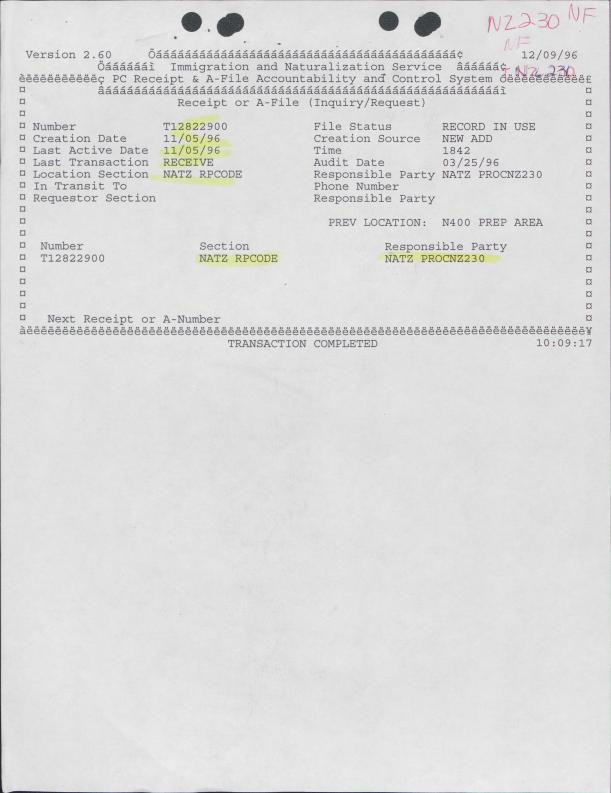 NZ230 NF
NF
Version 2.60 12/09/96
Immigration and Naturalization Service
NZ 230
PC Receipt & A-File Accountability and Control System
Receipt or A-File (Inquiry/Request)
Number T12822900 File Status RECORD IN USE
Creation Date 11/05/96 Creation Source NEW ADD
Last Active Date 11/05/96 Time 1842
Last Transaction RECEIVE Audit Date 03/25/96
Location Section NATZ RPCODE Responsible Party NATZ PROCNZ230
In Transit To Phone Number
Requestor Section Responsible Party
PREV LOCATION: N400 PREP AREA
Number Section Responsible Party
T12822900 NATZ RPCODE NATZ PROCNZ230
Next Receipt or A-Number
TRANSACTION COMPLETED 10:09:17